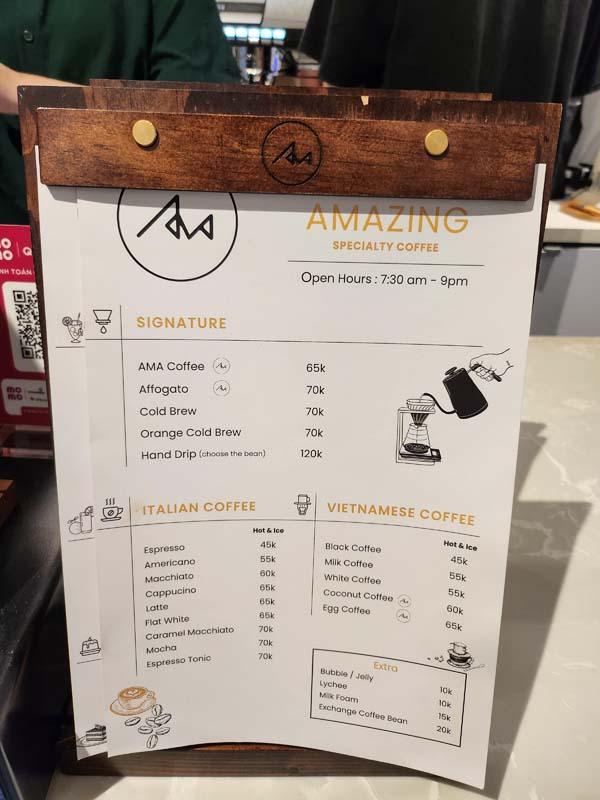 AMA
AMA
AMAZING
SPECIALTY COFFEE
Open Hours : 7:30 am - 9pm
SIGNATURE
AMA Coffee 65k
Affogato 70k
Cold Brew 70k
Orange Cold Brew 70k
Hand Drip (choose the bean) 120k
ITALIAN COFFEE
Hot & Ice
Espresso 45k
Americano 55k
Macchiato 60k
Cappucino 65k
Latte 65k
Flat White 65k
Caramel Macchiato 70k
Mocha 70k
Espresso Tonic 70k
VIETNAMESE COFFEE
Hot & Ice
Black Coffee 45k
Milk Coffee 55k
White Coffee 55k
Coconut Coffee 60k
Egg Coffee 65k
Extra
Bubble / Jelly 10k
Lychee 10k
Milk Foam 15k
Exchange Coffee Bean 20k
mo
mo